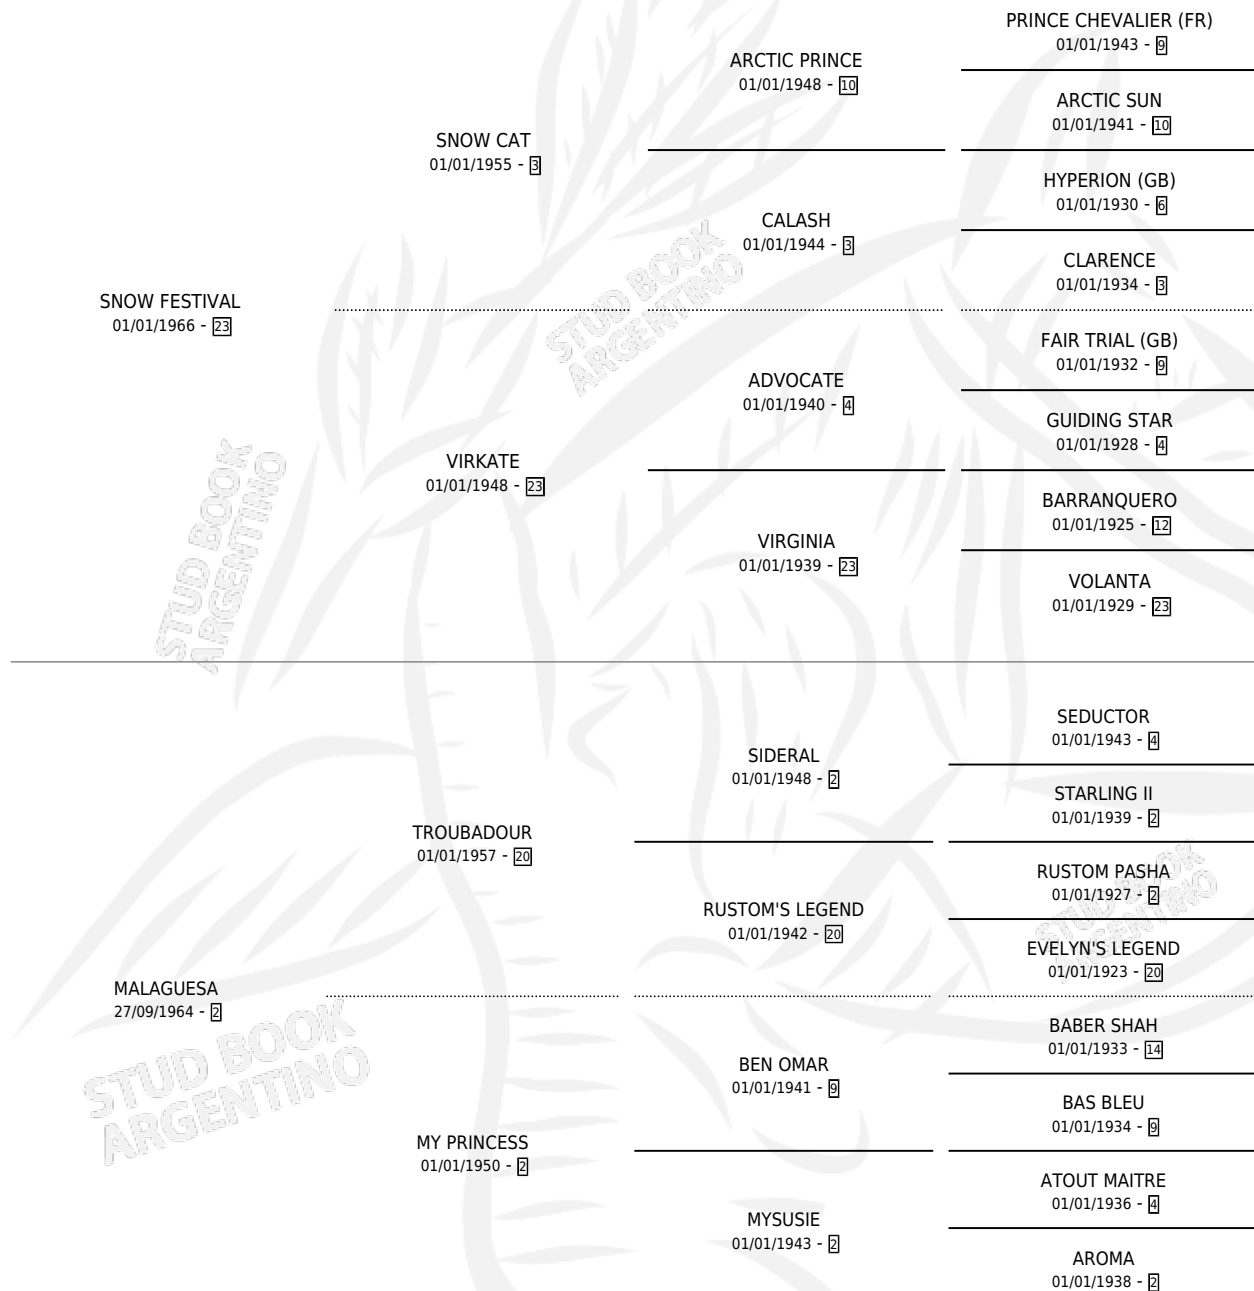 PRINCE CHEVALIER (FR)
01/01/1943 - 9
ARCTIC PRINCE
01/01/1948 - 10
ARCTIC SUN
01/01/1941 - 10
SNOW CAT
01/01/1955 - 3
HYPERION (GB)
01/01/1930 - 6
CALASH
01/01/1944 - 3
CLARENCE
01/01/1934 - 3
SNOW FESTIVAL
01/01/1966 - 23
STUD BOOK
ARGENTINO
FAIR TRIAL (GB)
01/01/1932 - 9
ADVOCATE
01/01/1940 - 4
GUIDING STAR
01/01/1928 - 4
VIRKATE
01/01/1948 - 23
BARRANQUERO
01/01/1925 - 12
VIRGINIA
01/01/1939 - 23
VOLANTA
01/01/1929 - 23
STUD BOOK
ARGENTINO
SEDUCTOR
01/01/1943 - 4
SIDERAL
01/01/1948 - 2
STARLING II
01/01/1939 - 2
TROUBADOUR
01/01/1957 - 20
RUSTOM PASHA
01/01/1927 - 2
RUSTOM'S LEGEND
01/01/1942 - 20
STUD BOOK
ARGENTINO
EVELYN'S LEGEND
01/01/1923 - 20
MALAGUESA
27/09/1964 - 2
BABER SHAH
01/01/1933 - 14
BEN OMAR
01/01/1941 - 9
STUD BOOK
ARGENTINO
BAS BLEU
01/01/1934 - 9
MY PRINCESS
01/01/1950 - 2
ATOUT MAITRE
01/01/1936 - 4
MYSUSIE
01/01/1943 - 2
AROMA
01/01/1938 - 2